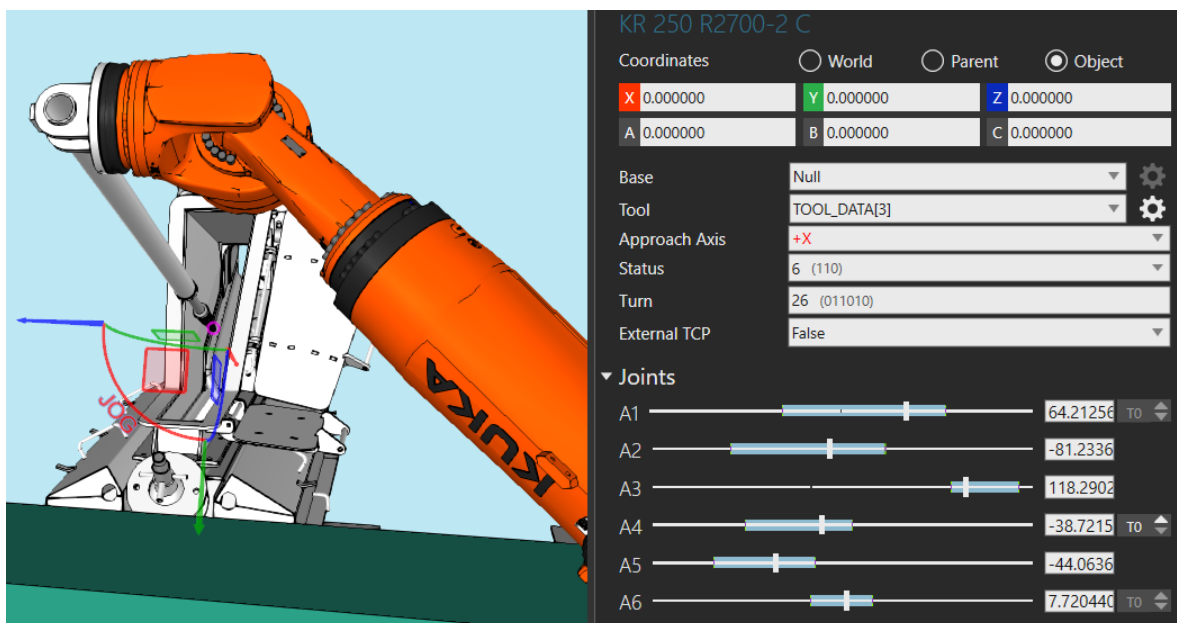 KR 250 R2700-2 C
Coordinates World Parent Object
X 0.000000 Y 0.000000 Z 0.000000
A 0.000000 B 0.000000 C 0.000000
Base Null
Tool TOOL_DATA[3]
Approach Axis +X
Status 6 (110)
Turn 26 (011010)
External TCP False
Joints
A1 64.21256 T0
A2 -81.2336
A3 118.2902
A4 -38.7215 T0
A5 -44.0636
A6 7.720440 T0
JOG
KUKA